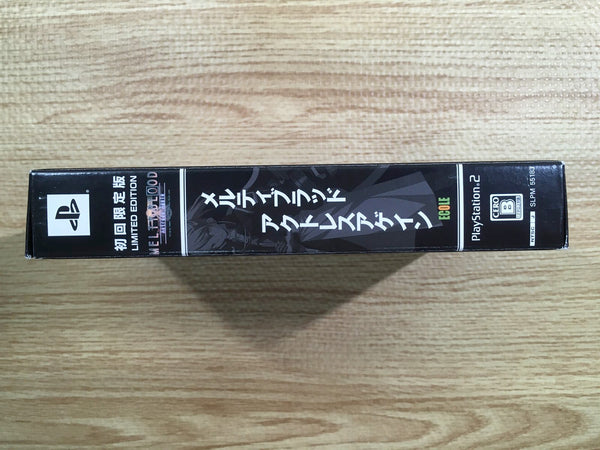 初回限定版
LIMITED EDITION
MELTY BLOOD
メルティブラッド
アクトレスアゲイン
ECOLE
PlayStation 2
CERO
B
SLPM 55183